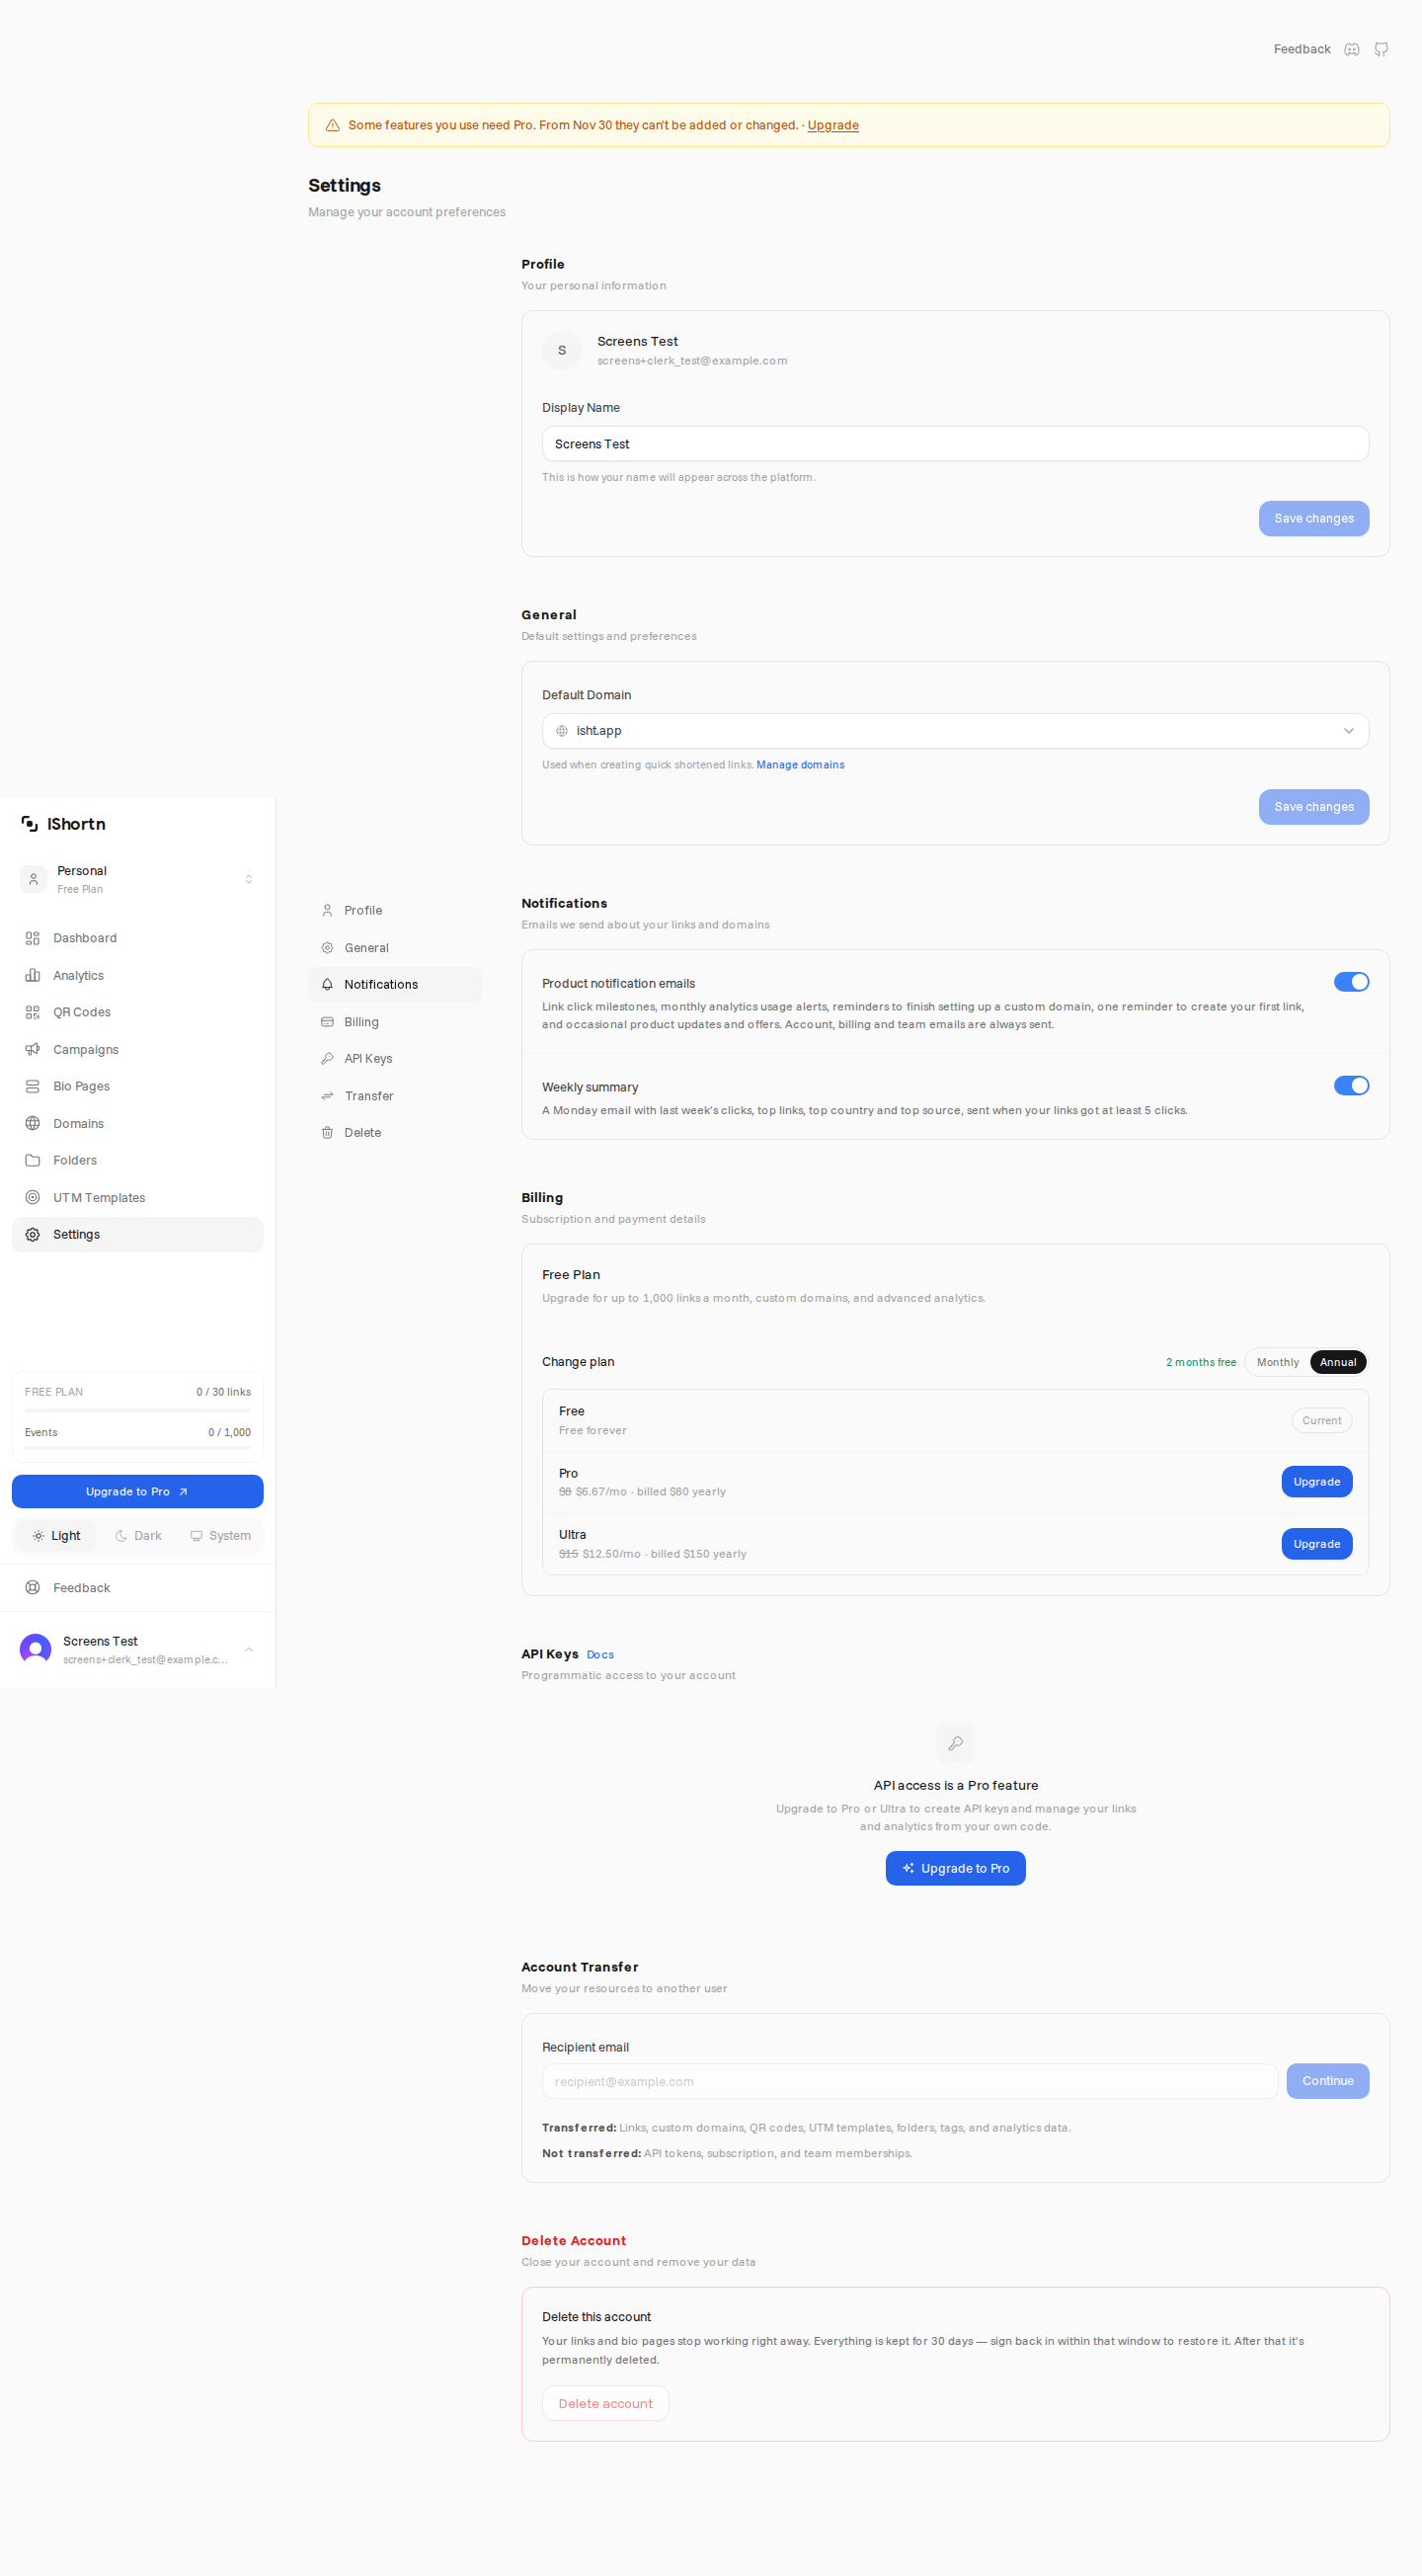 Feedback
Some features you use need Pro. From Nov 30 they can't be added or changed. · Upgrade
Settings
Manage your account preferences
Profile
Your personal information
S
Screens Test
screens+clerk_test@example.com
Display Name
Screens Test
This is how your name will appear across the platform.
Save changes
General
Default settings and preferences
Default Domain
isht.app
Used when creating quick shortened links. Manage domains
Save changes
iShortn
Personal
Free Plan
Dashboard
Analytics
QR Codes
Campaigns
Bio Pages
Domains
Folders
UTM Templates
Settings
FREE PLAN 0 / 30 links
Events 0 / 1,000
Upgrade to Pro
Light Dark System
Feedback
Screens Test
screens+clerk_test@example.c...
Profile
General
Notifications
Billing
API Keys
Transfer
Delete
Notifications
Emails we send about your links and domains
Product notification emails
Link click milestones, monthly analytics usage alerts, reminders to finish setting up a custom domain, one reminder to create your first link,
and occasional product updates and offers. Account, billing and team emails are always sent.
Weekly summary
A Monday email with last week's clicks, top links, top country and top source, sent when your links got at least 5 clicks.
Billing
Subscription and payment details
Free Plan
Upgrade for up to 1,000 links a month, custom domains, and advanced analytics.
Change plan 2 months free Monthly Annual
Free
Free forever
Current
Pro
$8 $6.67/mo · billed $80 yearly
Upgrade
Ultra
$15 $12.50/mo · billed $150 yearly
Upgrade
API Keys Docs
Programmatic access to your account
API access is a Pro feature
Upgrade to Pro or Ultra to create API keys and manage your links
and analytics from your own code.
Upgrade to Pro
Account Transfer
Move your resources to another user
Recipient email
recipient@example.com
Continue
Transferred: Links, custom domains, QR codes, UTM templates, folders, tags, and analytics data.
Not transferred: API tokens, subscription, and team memberships.
Delete Account
Close your account and remove your data
Delete this account
Your links and bio pages stop working right away. Everything is kept for 30 days — sign back in within that window to restore it. After that it's
permanently deleted.
Delete account